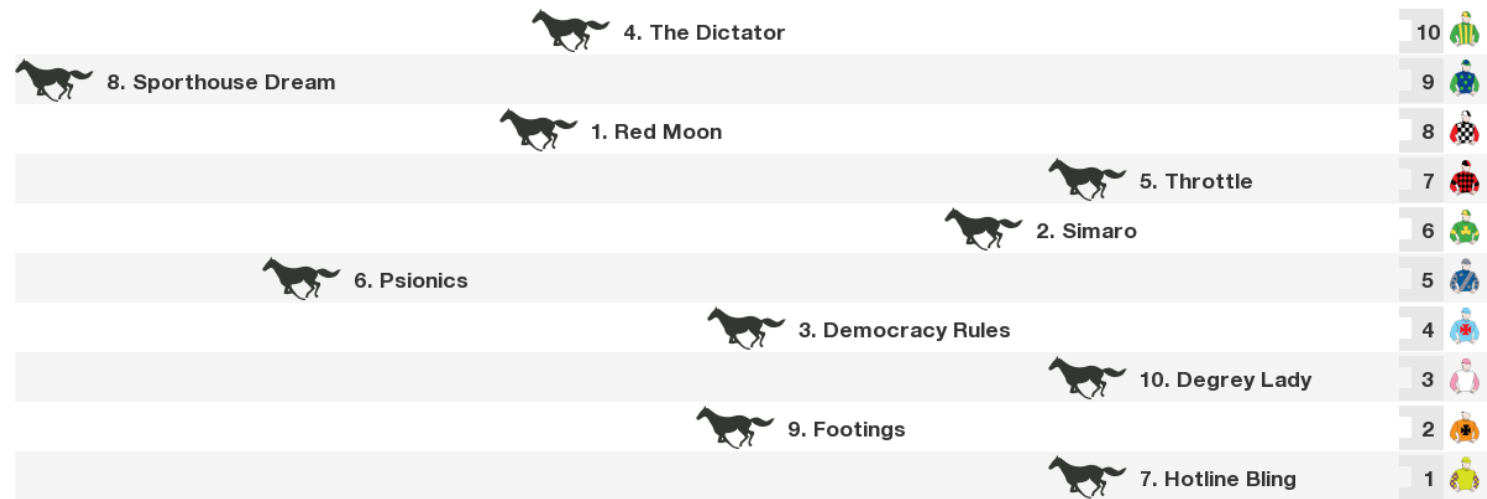 4. The Dictator 10
8. Sporthouse Dream 9
1. Red Moon 8
5. Throttle 7
2. Simaro 6
6. Psionics 5
3. Democracy Rules 4
10. Degrey Lady 3
9. Footings 2
7. Hotline Bling 1